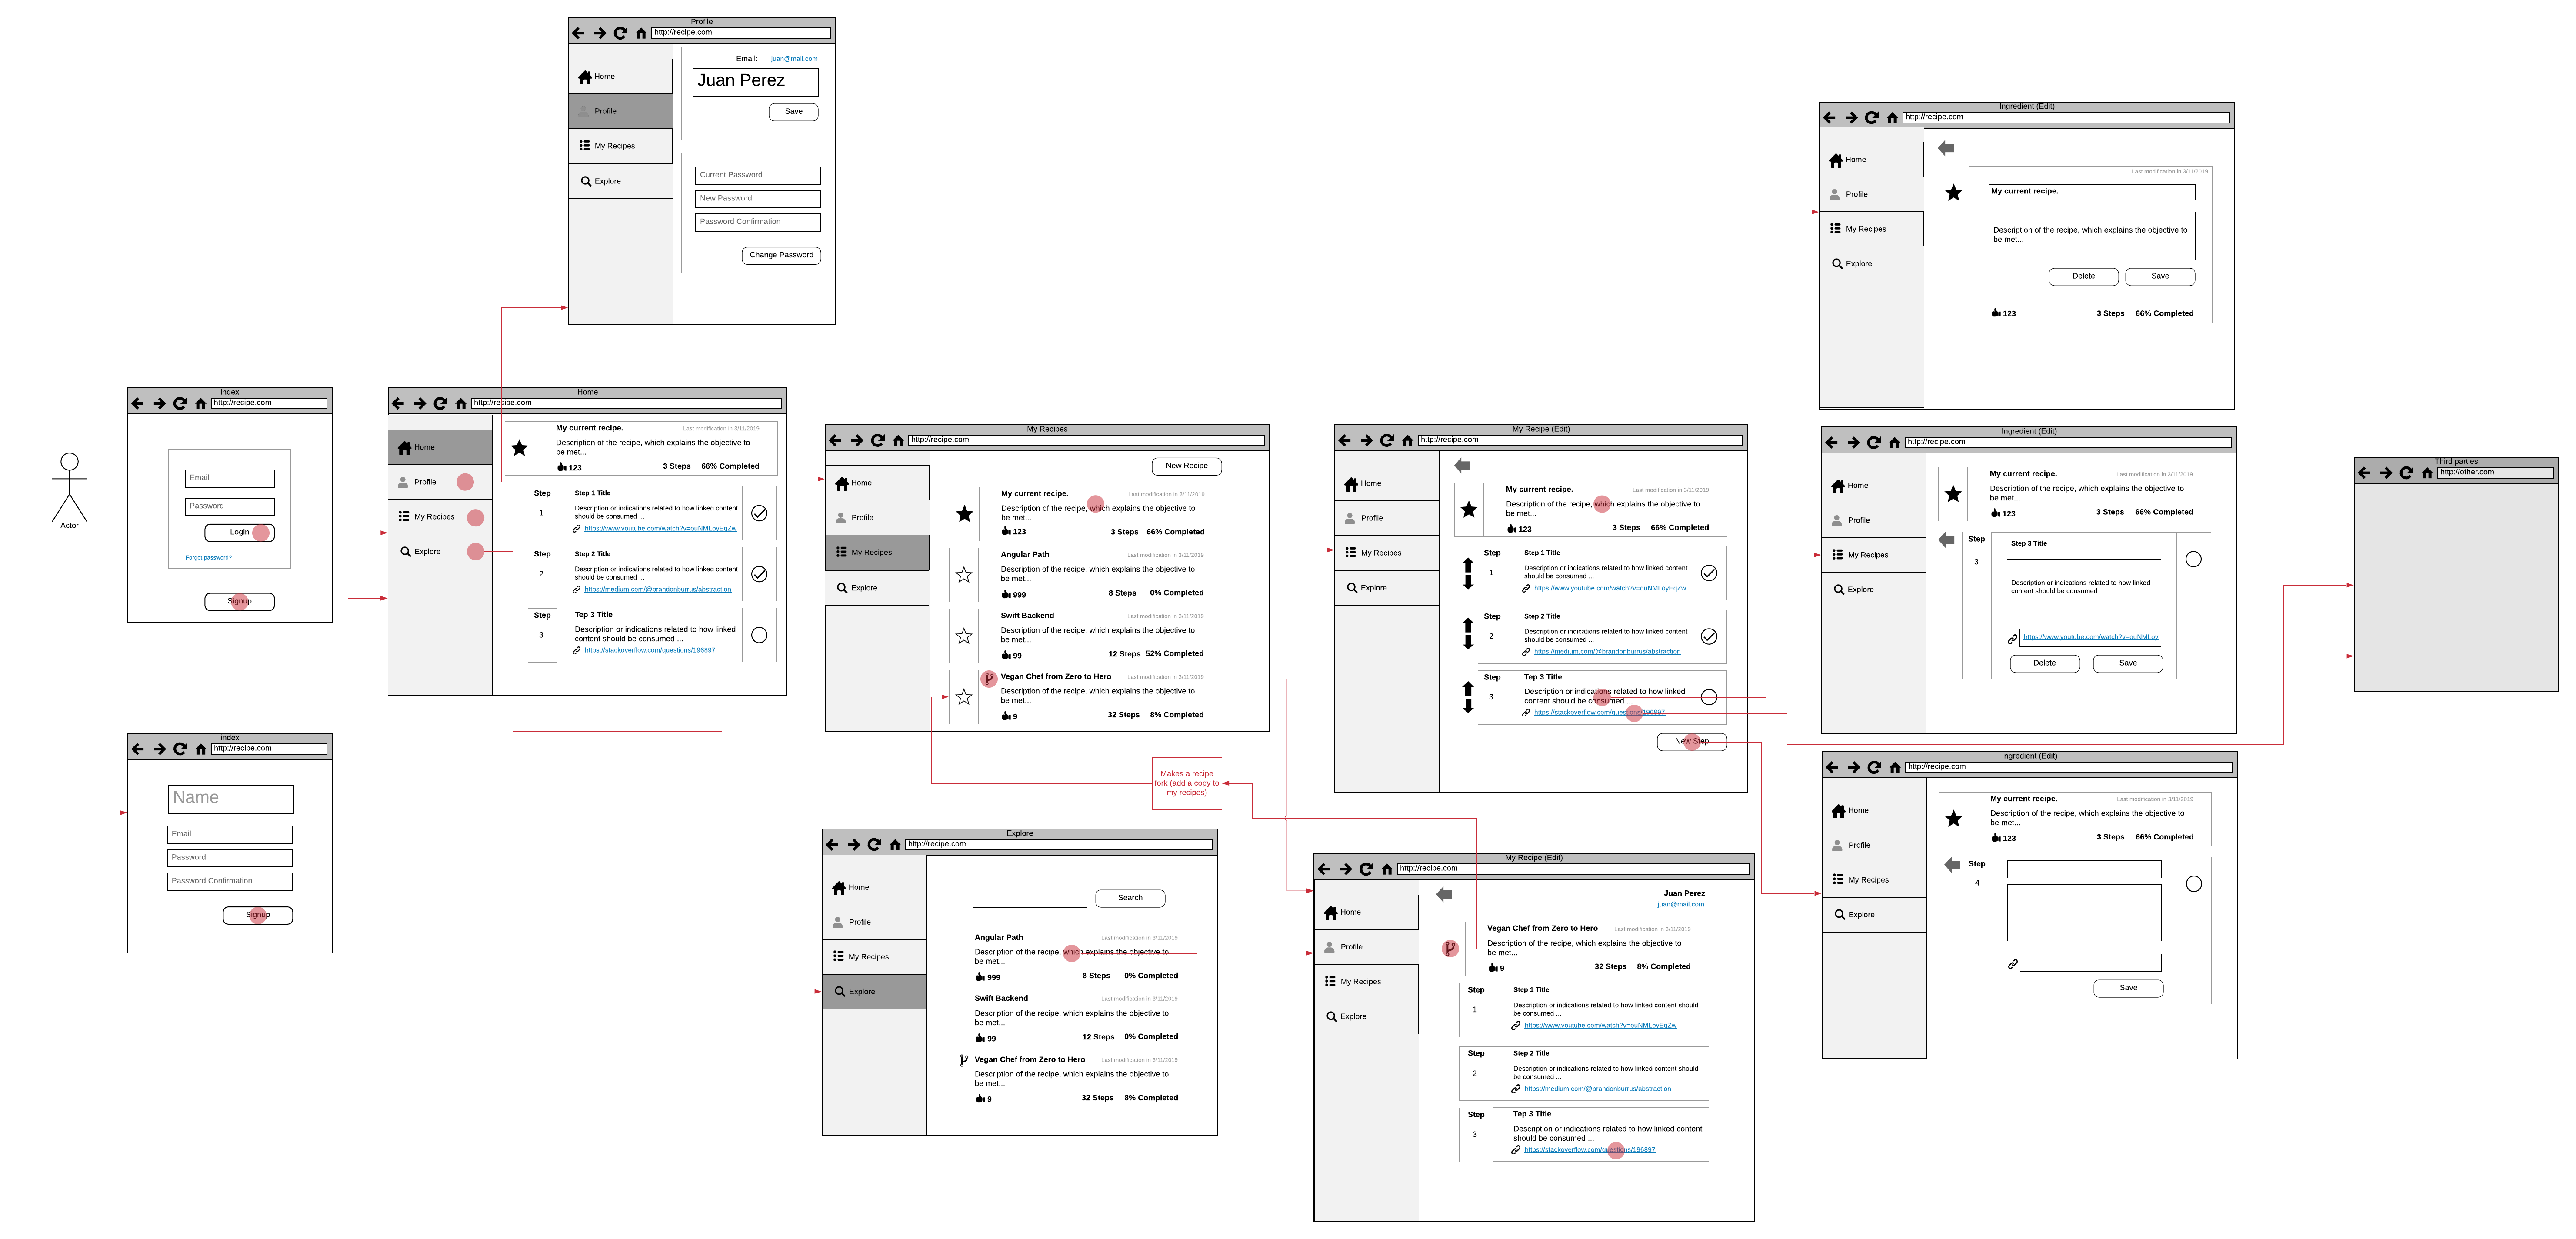 Profile
http://recipe.com
Home
Profile
My Recipes
Explore
Email:
juan@mail.com
Juan Perez
Save
Current Password
New Password
Password Confirmation
Change Password
Ingredient (Edit)
http://recipe.com
Home
Profile
My Recipes
Explore
Last modification in 3/11/2019
My current recipe.
Description of the recipe, which explains the objective to
be met...
Delete
Save
123
3 Steps
66% Completed
Actor
index
http://recipe.com
Email
Password
Login
Forgot password?
Signup
index
http://recipe.com
Name
Email
Password
Password Confirmation
Signup
Home
http://recipe.com
Home
Profile
My Recipes
Explore
My current recipe.
Last modification in 3/11/2019
Description of the recipe, which explains the objective to
be met...
123
3 Steps
66% Completed
Step
1
Step 1 Title
Description or indications related to how linked content
should be consumed ...
https://www.youtube.com/watch?v=ouNMLoyEqZw
Step
2
Step 2 Title
Description or indications related to how linked content
should be consumed ...
https://medium.com/@brandonburrus/abstraction
Step
3
Tep 3 Title
Description or indications related to how linked
content should be consumed ...
https://stackoverflow.com/questions/196897
My Recipes
http://recipe.com
Home
Profile
My Recipes
Explore
New Recipe
My current recipe.
Last modification in 3/11/2019
Description of the recipe, which explains the objective to
be met...
123
3 Steps
66% Completed
Angular Path
Last modification in 3/11/2019
Description of the recipe, which explains the objective to
be met...
999
8 Steps
0% Completed
Swift Backend
Last modification in 3/11/2019
Description of the recipe, which explains the objective to
be met...
99
12 Steps
52% Completed
Vegan Chef from Zero to Hero
Last modification in 3/11/2019
Description of the recipe, which explains the objective to
be met...
9
32 Steps
8% Completed
Makes a recipe
fork (add a copy to
my recipes)
My Recipe (Edit)
http://recipe.com
Home
Profile
My Recipes
Explore
My current recipe.
Last modification in 3/11/2019
Description of the recipe, which explains the objective to
be met...
123
3 Steps
66% Completed
Step
1
Step 1 Title
Description or indications related to how linked content
should be consumed ...
https://www.youtube.com/watch?v=ouNMLoyEqZw
Step
2
Step 2 Title
Description or indications related to how linked content
should be consumed ...
https://medium.com/@brandonburrus/abstraction
Step
3
Tep 3 Title
Description or indications related to how linked
content should be consumed ...
https://stackoverflow.com/questions/196897
New Step
Ingredient (Edit)
http://recipe.com
Home
Profile
My Recipes
Explore
My current recipe.
Last modification in 3/11/2019
Description of the recipe, which explains the objective to
be met...
123
3 Steps
66% Completed
Step
3
Step 3 Title
Description or indications related to how linked
content should be consumed
https://www.youtube.com/watch?v=ouNMLoy
Delete
Save
Third parties
http://other.com
Ingredient (Edit)
http://recipe.com
Home
Profile
My Recipes
Explore
My current recipe.
Last modification in 3/11/2019
Description of the recipe, which explains the objective to
be met...
123
3 Steps
66% Completed
Step
4
Save
Explore
http://recipe.com
Home
Profile
My Recipes
Explore
Search
Angular Path
Last modification in 3/11/2019
Description of the recipe, which explains the objective to
be met...
999
8 Steps
0% Completed
Swift Backend
Last modification in 3/11/2019
Description of the recipe, which explains the objective to
be met...
99
12 Steps
0% Completed
Vegan Chef from Zero to Hero
Last modification in 3/11/2019
Description of the recipe, which explains the objective to
be met...
9
32 Steps
8% Completed
My Recipe (Edit)
http://recipe.com
Home
Profile
My Recipes
Explore
Juan Perez
juan@mail.com
Vegan Chef from Zero to Hero
Last modification in 3/11/2019
Description of the recipe, which explains the objective to
be met...
9
32 Steps
8% Completed
Step
1
Step 1 Title
Description or indications related to how linked content should
be consumed ...
https://www.youtube.com/watch?v=ouNMLoyEqZw
Step
2
Step 2 Title
Description or indications related to how linked content should
be consumed ...
https://medium.com/@brandonburrus/abstraction
Step
3
Tep 3 Title
Description or indications related to how linked content
should be consumed ...
https://stackoverflow.com/questions/196897